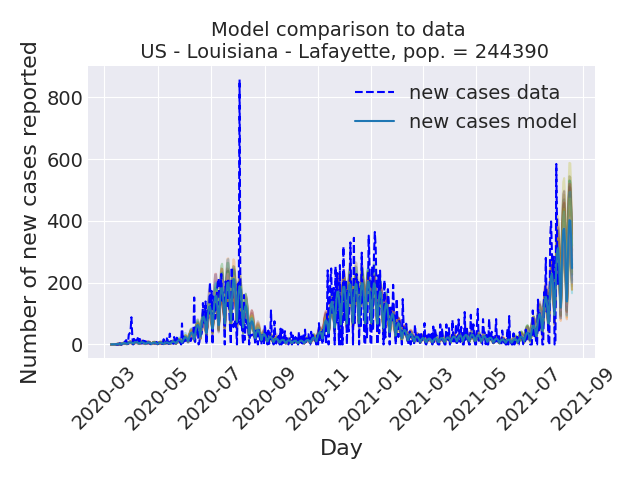 Model comparison to data
US - Louisiana - Lafayette, pop. = 244390
Number of new cases reported
800
600
400
200
0
new cases data
new cases model
2020-03
2020-05
2020-07
2020-09
2020-11
2021-01
2021-03
2021-05
2021-07
2021-09
Day